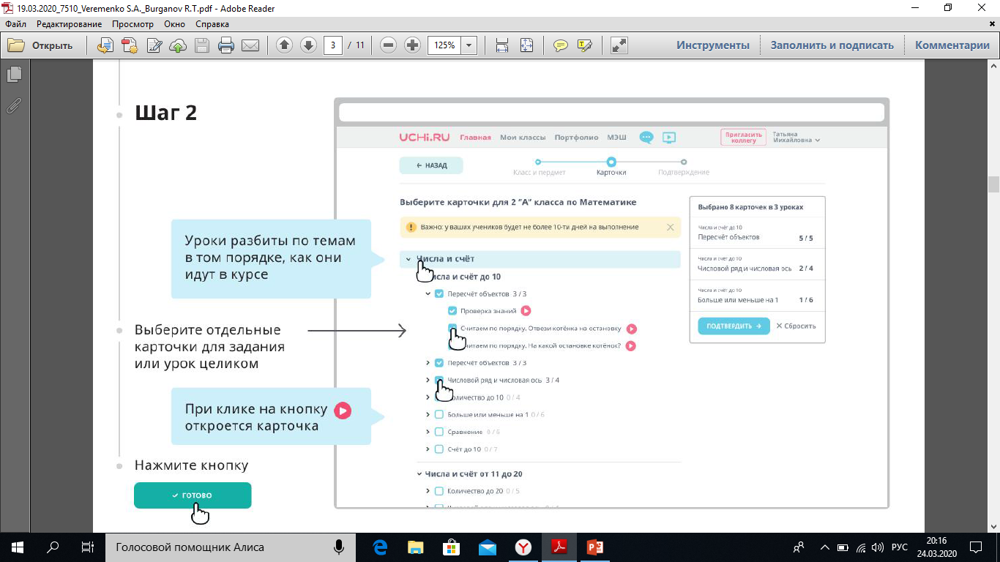 19.03.2020_7510_Veremenko S.A._Burganov R.T.pdf - Adobe Reader
Файл Редактирование Просмотр Окно Справка
Открыть 3 / 11 125% Инструменты Заполнить и подписать Комментарии
Шаг 2
Уроки разбиты по темам
в том порядке, как они
идут в курсе
Выберите отдельные
карточки для задания
или урок целиком
При клике на кнопку
откроется карточка
Нажмите кнопку
ГОТОВО
UCHi.RU Главная Мои классы Портфолио МЭШ
Пригласить
коллегу
Татьяна
Михайловна
НАЗАД
Класс и пердмет Карточки Подтверждение
Выберите карточки для 2 "А" класса по Математике
Важно: у ваших учеников будет не более 10-ти дней на выполнение
Числа и счёт
Числа и счёт до 10
Пересчёт объектов 3 / 3
Проверка знаний
Считаем по порядку. Отвези котёнка на остановку
Считаем по порядку. На какой остановке котёнок?
Пересчёт объектов 3 / 3
Числовой ряд и числовая ось 3 / 4
Количество до 10 0 / 4
Больше или меньше на 1 0 / 6
Сравнение 0 / 6
Счёт до 10 0 / 7
Числа и счёт от 11 до 20
Количество до 20 0 / 5
Выбрано 8 карточек в 3 уроках
Числа и счёт до 10
Пересчёт объектов 5 / 5
Числа и счёт до 10
Числовой ряд и числовая ось 2 / 4
Числа и счёт до 10
Больше или меньше на 1 1 / 6
ПОДТВЕРДИТЬ Сбросить
Голосовой помощник Алиса
РУС
20:16
24.03.2020